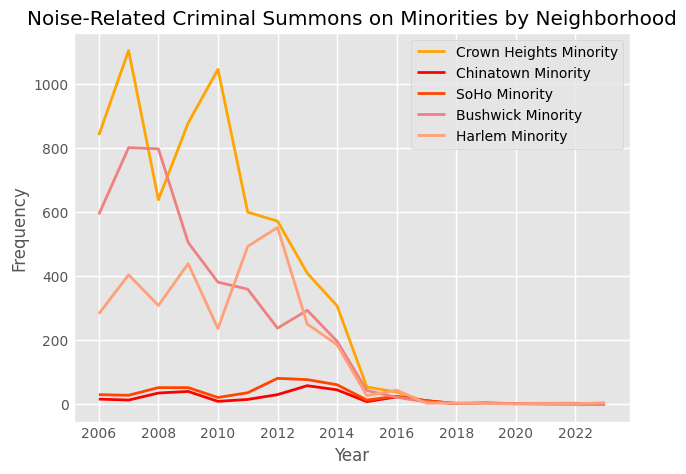 Noise-Related Criminal Summons on Minorities by Neighborhood
Crown Heights Minority
Chinatown Minority
SoHo Minority
Bushwick Minority
Harlem Minority
Frequency
1000
800
600
400
200
0
2006 2008 2010 2012 2014 2016 2018 2020 2022
Year